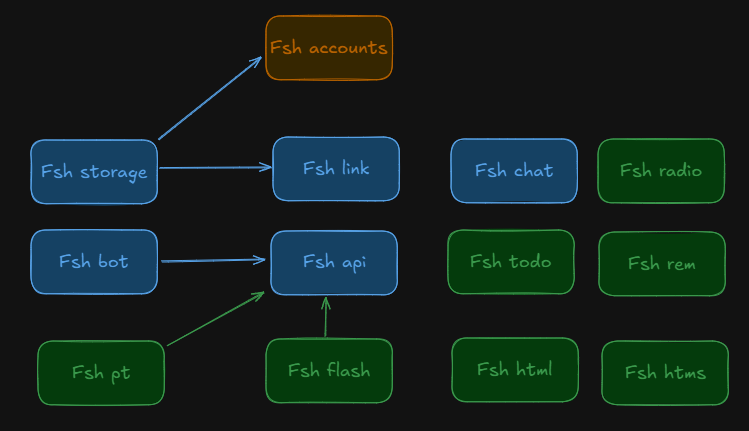 Fsh accounts
Fsh storage
Fsh link
Fsh chat
Fsh radio
Fsh bot
Fsh api
Fsh todo
Fsh rem
Fsh pt
Fsh flash
Fsh html
Fsh htms